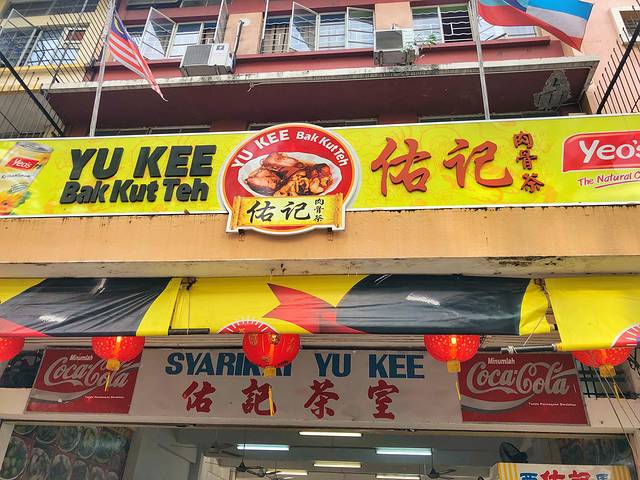 Yeo's
YU KEE
Bak Kut Teh
YU KEE Bak Kut Teh
佑记 肉骨茶
佑记 肉骨茶
Yeo's
The Natural
Minumlah
Coca-Cola
SYARIKAT YU KEE
佑記茶室
Minumlah
Coca-Cola